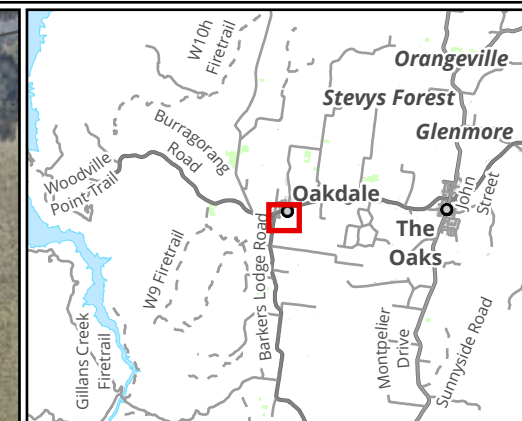 W10h
Firetrail
Orangeville
Stevys Forest
Glenmore
Burragorang
Road
Woodville
Point Trail
Oakdale
John
Street
The
Oaks
Barkers Lodge Road
W9 Firetrail
Gillans Creek
Firetrail
Montpelier
Drive
Sunnyside Road